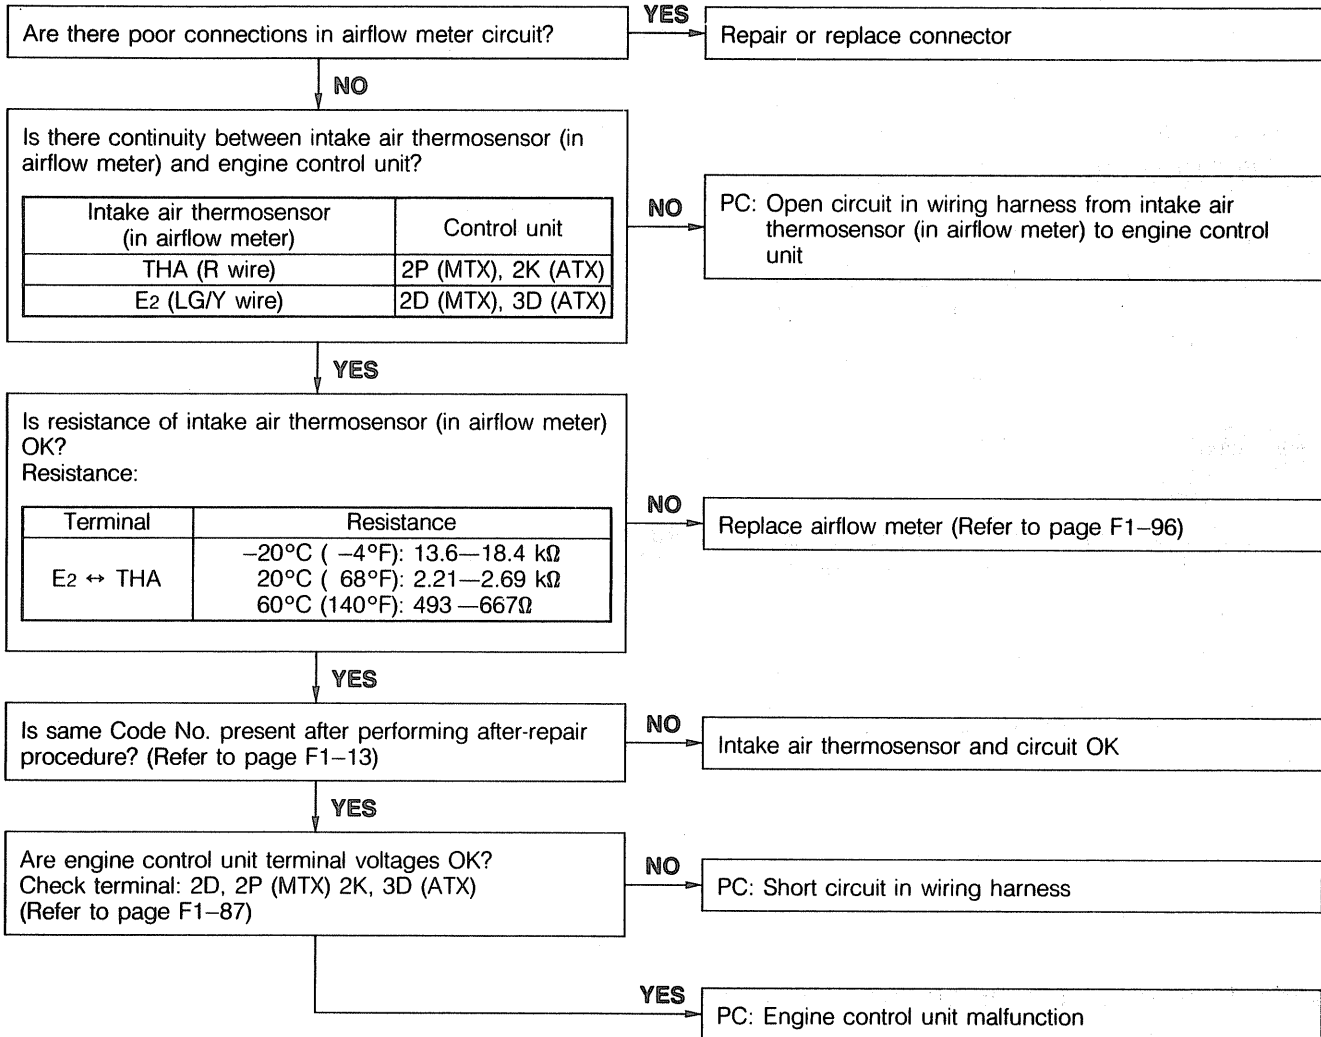 Are there poor connections in airflow meter circuit?
YES
Repair or replace connector
NO
Is there continuity between intake air thermosensor (in
airflow meter) and engine control unit?
Intake air thermosensor
(in airflow meter)
Control unit
THA (R wire)
2P (MTX), 2K (ATX)
E2 (LG/Y wire)
2D (MTX), 3D (ATX)
NO
PC: Open circuit in wiring harness from intake air
thermosensor (in airflow meter) to engine control
unit
YES
Is resistance of intake air thermosensor (in airflow meter)
OK?
Resistance:
Terminal
Resistance
E2 ↔ THA
−20°C ( −4°F): 13.6—18.4 kΩ
20°C ( 68°F): 2.21—2.69 kΩ
60°C (140°F): 493 —667Ω
NO
Replace airflow meter (Refer to page F1–96)
YES
Is same Code No. present after performing after-repair
procedure? (Refer to page F1–13)
NO
Intake air thermosensor and circuit OK
YES
Are engine control unit terminal voltages OK?
Check terminal: 2D, 2P (MTX) 2K, 3D (ATX)
(Refer to page F1–87)
NO
PC: Short circuit in wiring harness
YES
PC: Engine control unit malfunction